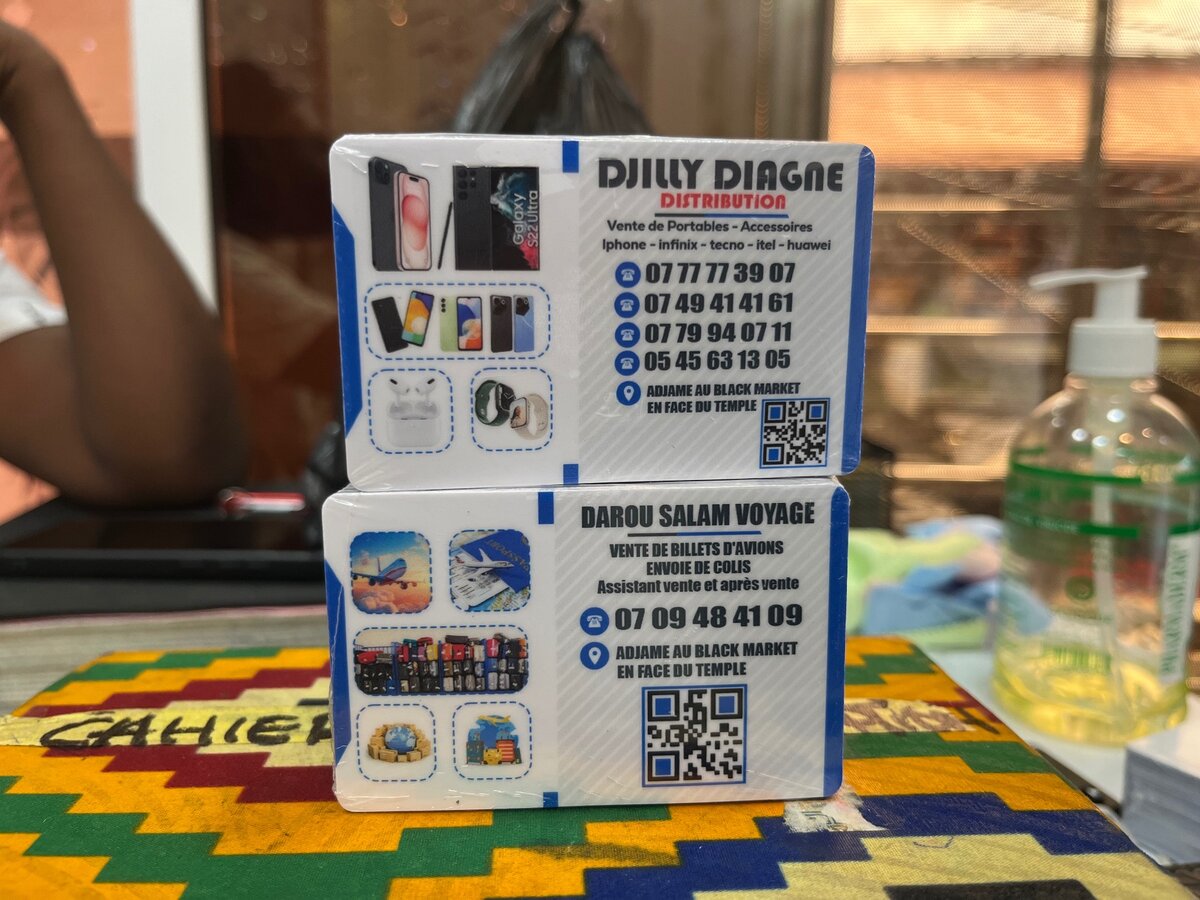 DJILLY DIAGNE
DISTRIBUTION
Vente de Portables - Accessoires
Iphone - infinix - tecno - itel - huawei
07 77 77 39 07
07 49 41 41 61
07 79 94 07 11
05 45 63 13 05
ADJAME AU BLACK MARKET
EN FACE DU TEMPLE
Galaxy
S22 Ultra
DAROU SALAM VOYAGE
VENTE DE BILLETS D'AVIONS
ENVOIE DE COLIS
Assistant vente et après vente
07 09 48 41 09
ADJAME AU BLACK MARKET
EN FACE DU TEMPLE
PASSPORT
CAHIER